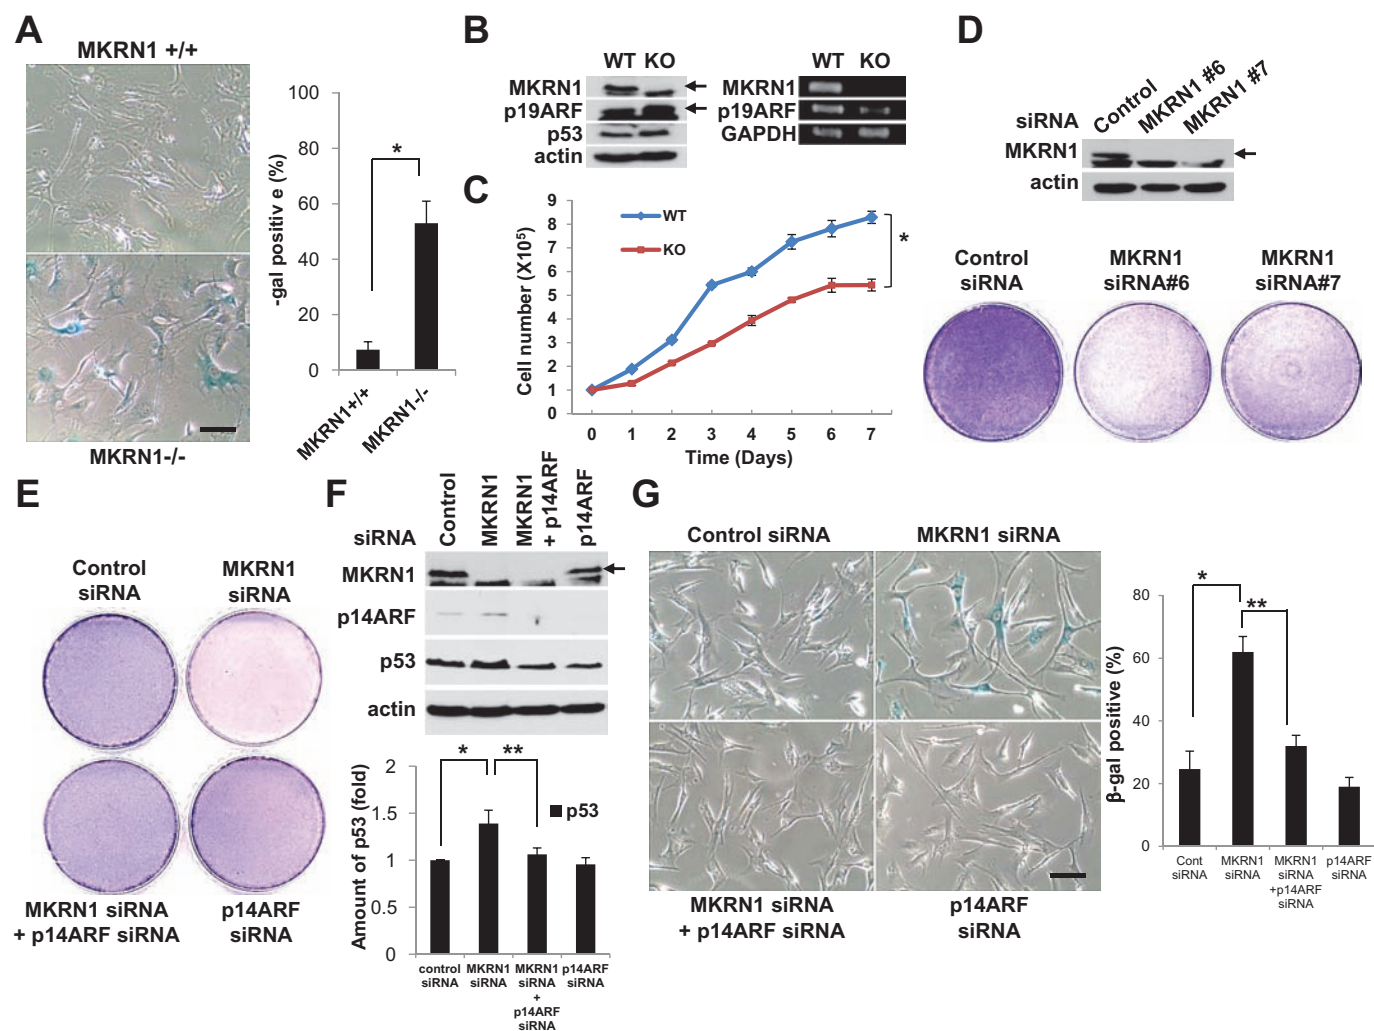 A
MKRN1 +/+
MKRN1-/-
-gal positiv e (%)
100
80
60
40
20
0
*
MKRN1+/+
MKRN1-/-
B
WT KO
MKRN1
p19ARF
p53
actin
WT KO
MKRN1
p19ARF
GAPDH
C
Cell number (X10⁵)
9
8
7
6
5
8
3
2
1
0
WT
KO
*
0 1 2 3 4 5 6 7
Time (Days)
D
siRNA
Control
MKRN1 #6
MKRN1 #7
MKRN1
actin
Control
siRNA
MKRN1
siRNA#6
MKRN1
siRNA#7
E
Control
siRNA
MKRN1
siRNA
MKRN1 siRNA
+ p14ARF siRNA
p14ARF
siRNA
F
siRNA
Control
MKRN1
MKRN1
+ p14ARF
p14ARF
MKRN1
p14ARF
p53
actin
Amount of p53 (fold)
2
1.5
1
0.5
0
* **
p53
control
siRNA
MKRN1
siRNA
MKRN1
siRNA
+
p14ARF
siRNA
p14ARF
siRNA
G
Control siRNA
MKRN1 siRNA
MKRN1 siRNA
+ p14ARF siRNA
p14ARF
siRNA
β-gal positive (%)
80
60
40
20
0
*
**
Cont
siRNA
MKRN1
siRNA
MKRN1
siRNA
+p14ARF
siRNA
p14ARF
siRNA